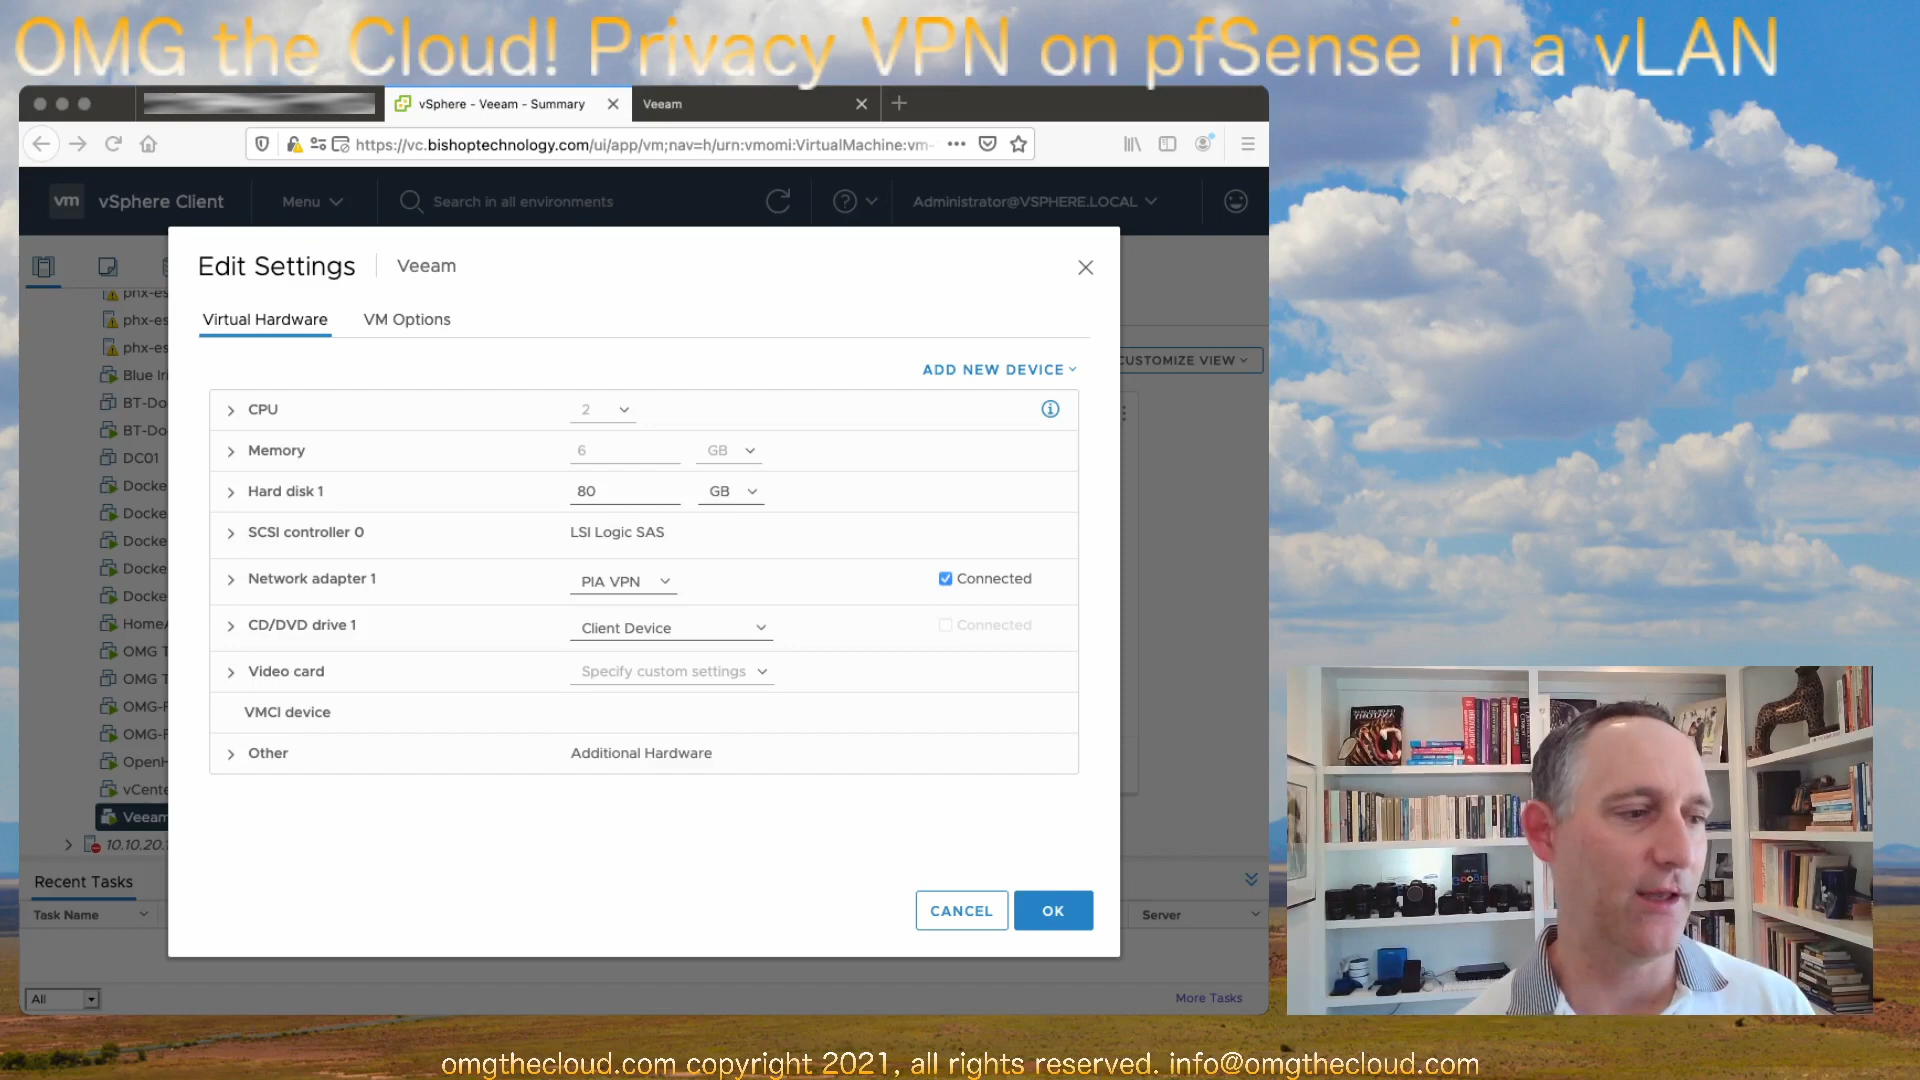 OMG the Cloud! Privacy VPN on pfSense in a vLAN
vSphere - Veeam - Summary
Veeam
https://vc.bishoptechnology.com/ui/app/vm;nav=h/urn:vmomi:VirtualMachine:vm-
vm vSphere Client
Menu
Search in all environments
Administrator@VSPHERE.LOCAL
Edit Settings
Veeam
Virtual Hardware
VM Options
ADD NEW DEVICE
CUSTOMIZE VIEW
phx-es
phx-es
phx-es
Blue Iri
BT-Do
BT-Do
DC01
Docke
Docke
Docke
Docke
Docke
HomeA
OMG T
OMG T
OMG-F
OMG-F
OpenH
vCente
Veeam
10.10.20.
CPU 2
Memory 6 GB
Hard disk 1 80 GB
SCSI controller 0 LSI Logic SAS
Network adapter 1 PIA VPN Connected
CD/DVD drive 1 Client Device Connected
Video card Specify custom settings
VMCI device
Other Additional Hardware
CANCEL
OK
Recent Tasks
Task Name
Server
All
More Tasks
omgthecloud.com copyright 2021, all rights reserved. info@omgthecloud.com